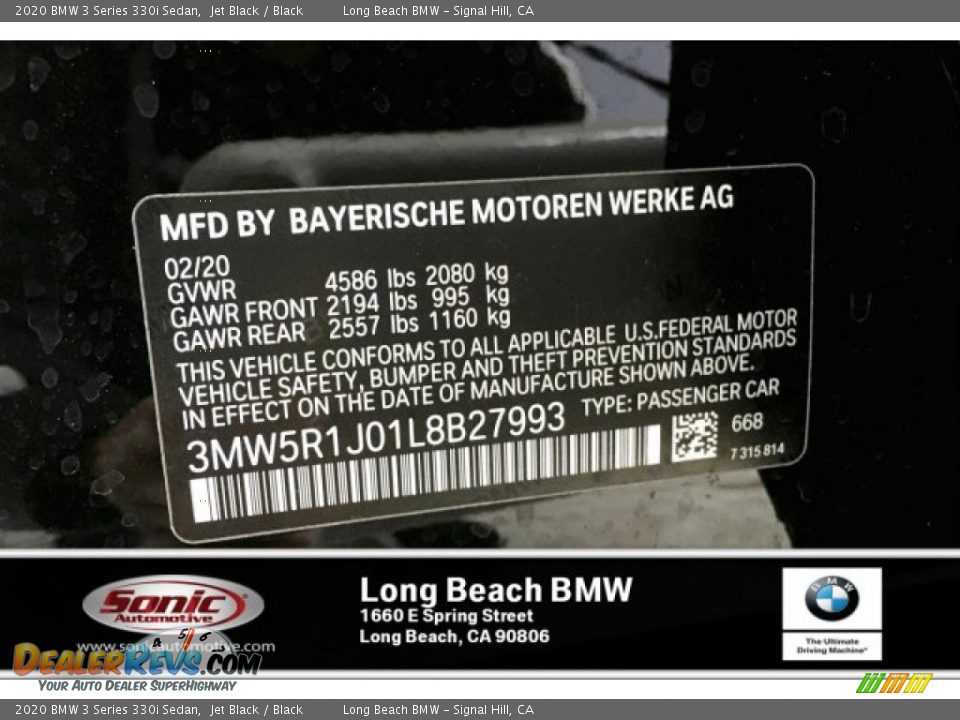 2020 BMW 3 Series 330i Sedan,  Jet Black / Black    Long Beach BMW - Signal Hill, CA
MFD BY BAYERISCHE MOTOREN WERKE AG
02/20
GVWR 4586 lbs 2080 kg
GAWR FRONT 2194 lbs 995 kg
GAWR REAR 2557 lbs 1160 kg
THIS VEHICLE CONFORMS TO ALL APPLICABLE U.S.FEDERAL MOTOR
VEHICLE SAFETY, BUMPER AND THEFT PREVENTION STANDARDS
IN EFFECT ON THE DATE OF MANUFACTURE SHOWN ABOVE.
3MW5R1J01L8B27993 TYPE: PASSENGER CAR
668
7 315 814
Sonic
Automotive
www.sonicautomotive.com
Long Beach BMW
1660 E Spring Street
Long Beach, CA 90806
BMW
The Ultimate
Driving Machine®
4 5 6
DealerRevs.com
Your Auto Dealer SuperHighway
2020 BMW 3 Series 330i Sedan,  Jet Black / Black    Long Beach BMW - Signal Hill, CA